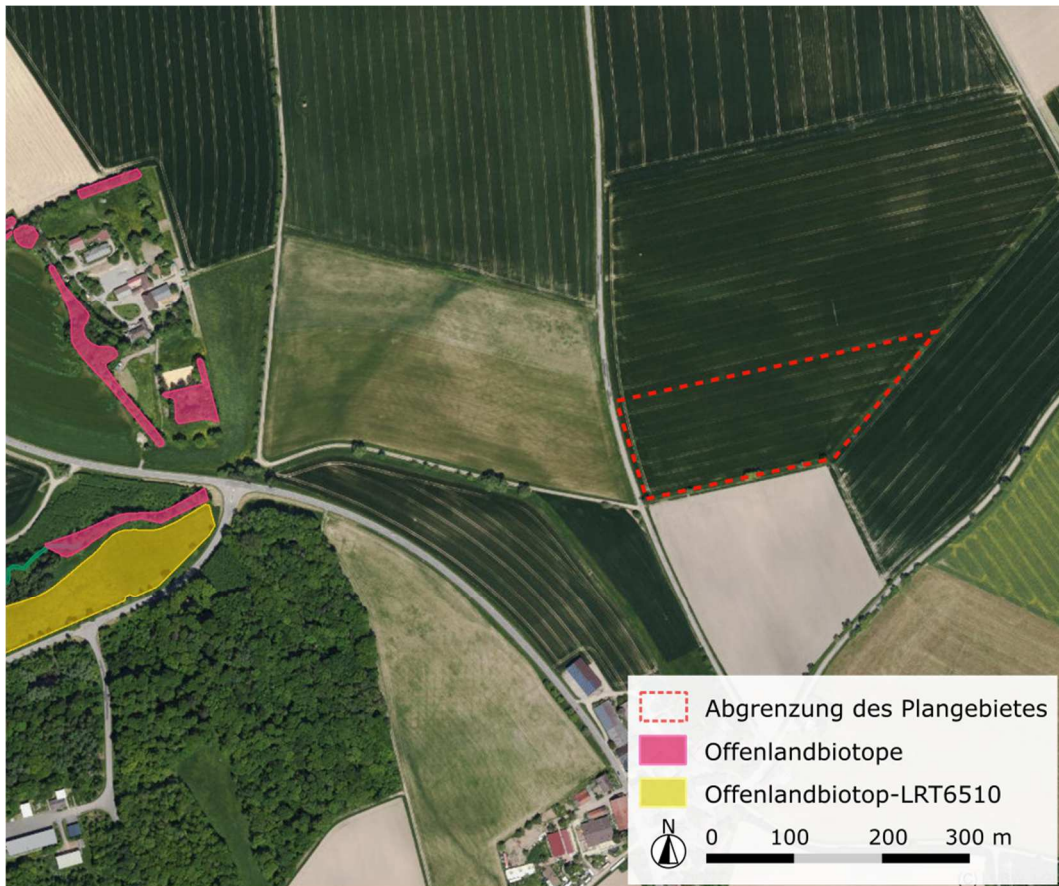 Abgrenzung des Plangebietes
Offenlandbiotope
Offenlandbiotop-LRT6510
N
0 100 200 300 m